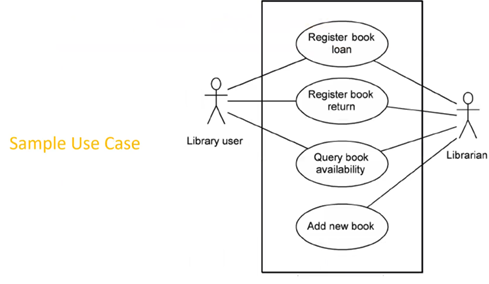 Register book
loan
Register book
return
Library user
Librarian
Sample Use Case
Query book
availability
Add new book